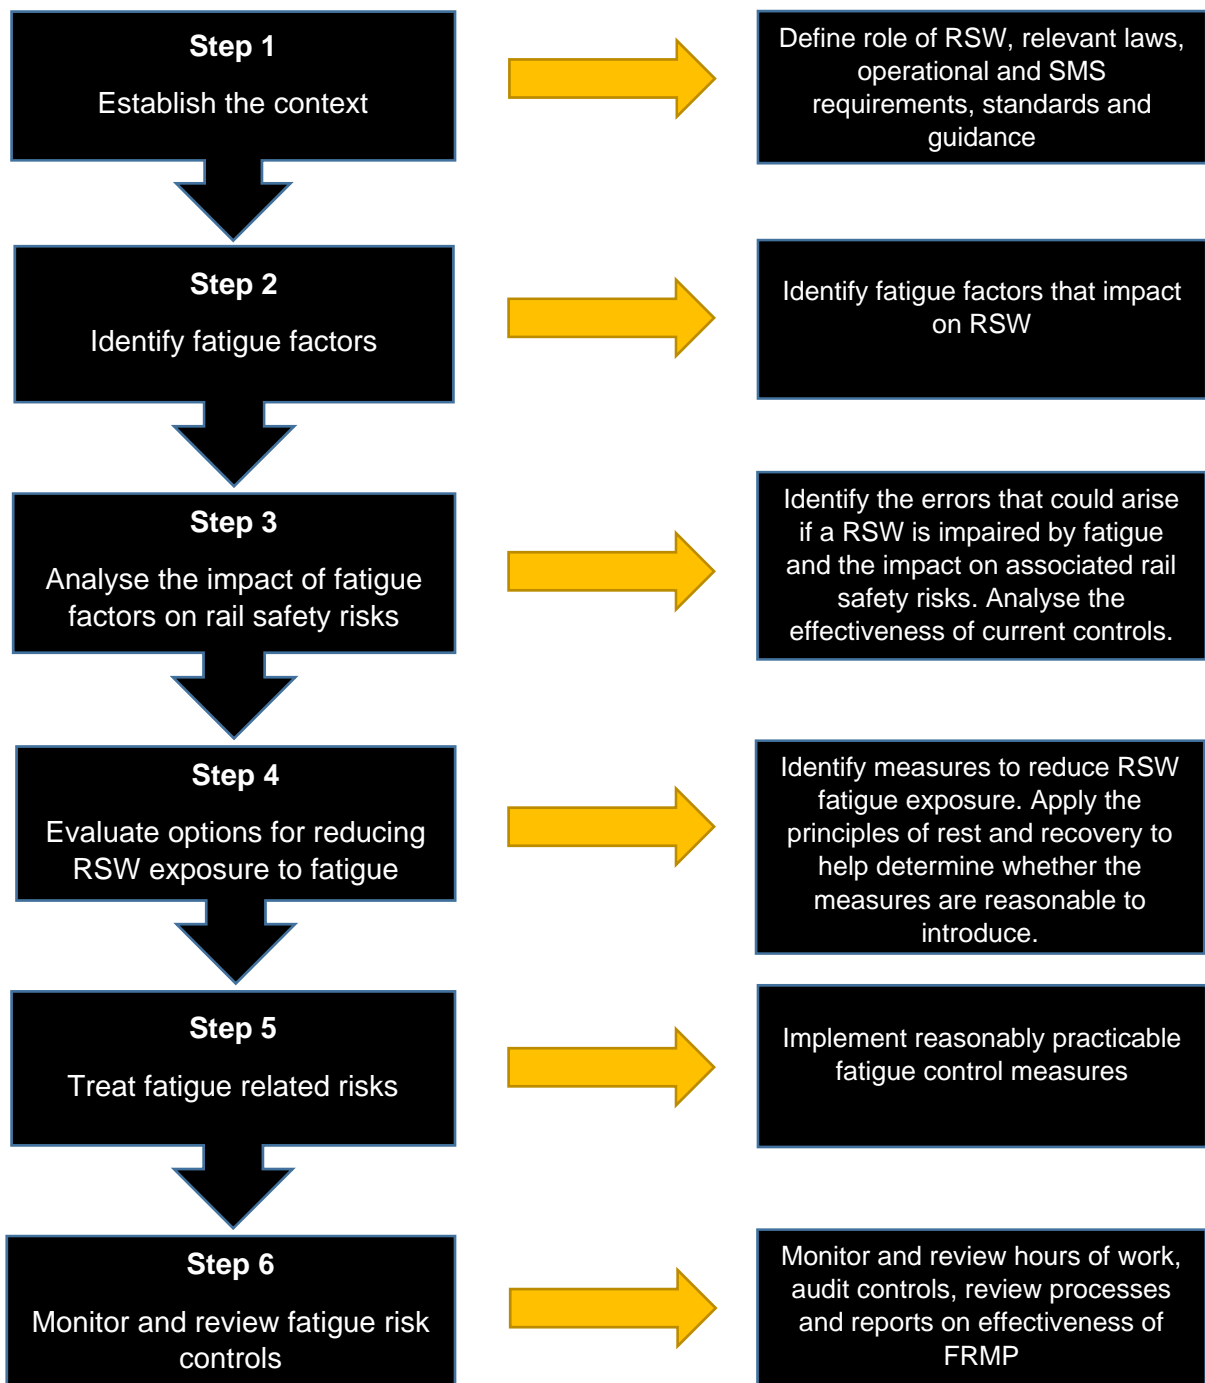 Step 1
Establish the context
Define role of RSW, relevant laws,
operational and SMS
requirements, standards and
guidance
Step 2
Identify fatigue factors
Identify fatigue factors that impact
on RSW
Step 3
Analyse the impact of fatigue
factors on rail safety risks
Identify the errors that could arise
if a RSW is impaired by fatigue
and the impact on associated rail
safety risks. Analyse the
effectiveness of current controls.
Step 4
Evaluate options for reducing
RSW exposure to fatigue
Identify measures to reduce RSW
fatigue exposure. Apply the
principles of rest and recovery to
help determine whether the
measures are reasonable to
introduce.
Step 5
Treat fatigue related risks
Implement reasonably practicable
fatigue control measures
Step 6
Monitor and review fatigue risk
controls
Monitor and review hours of work,
audit controls, review processes
and reports on effectiveness of
FRMP